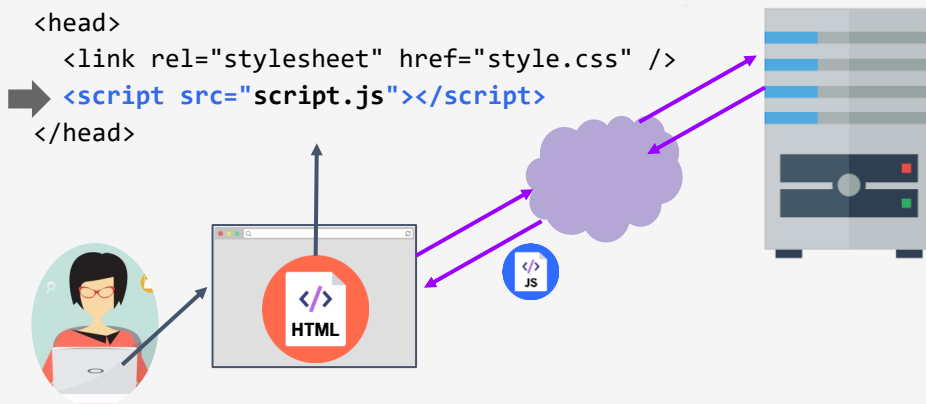 <head>
<link rel="stylesheet" href="style.css" />
<script src="script.js"></script>
</head>
</>
HTML
</>
JS